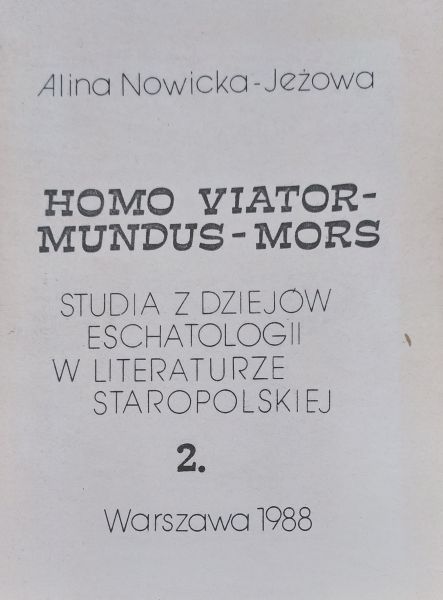 Alina Nowicka-Jeżowa
HOMO VIATOR-
MUNDUS-MORS
STUDIA Z DZIEJÓW
ESCHATOLOGII
W LITERATURZE
STAROPOLSKIEJ
2.
Warszawa 1988